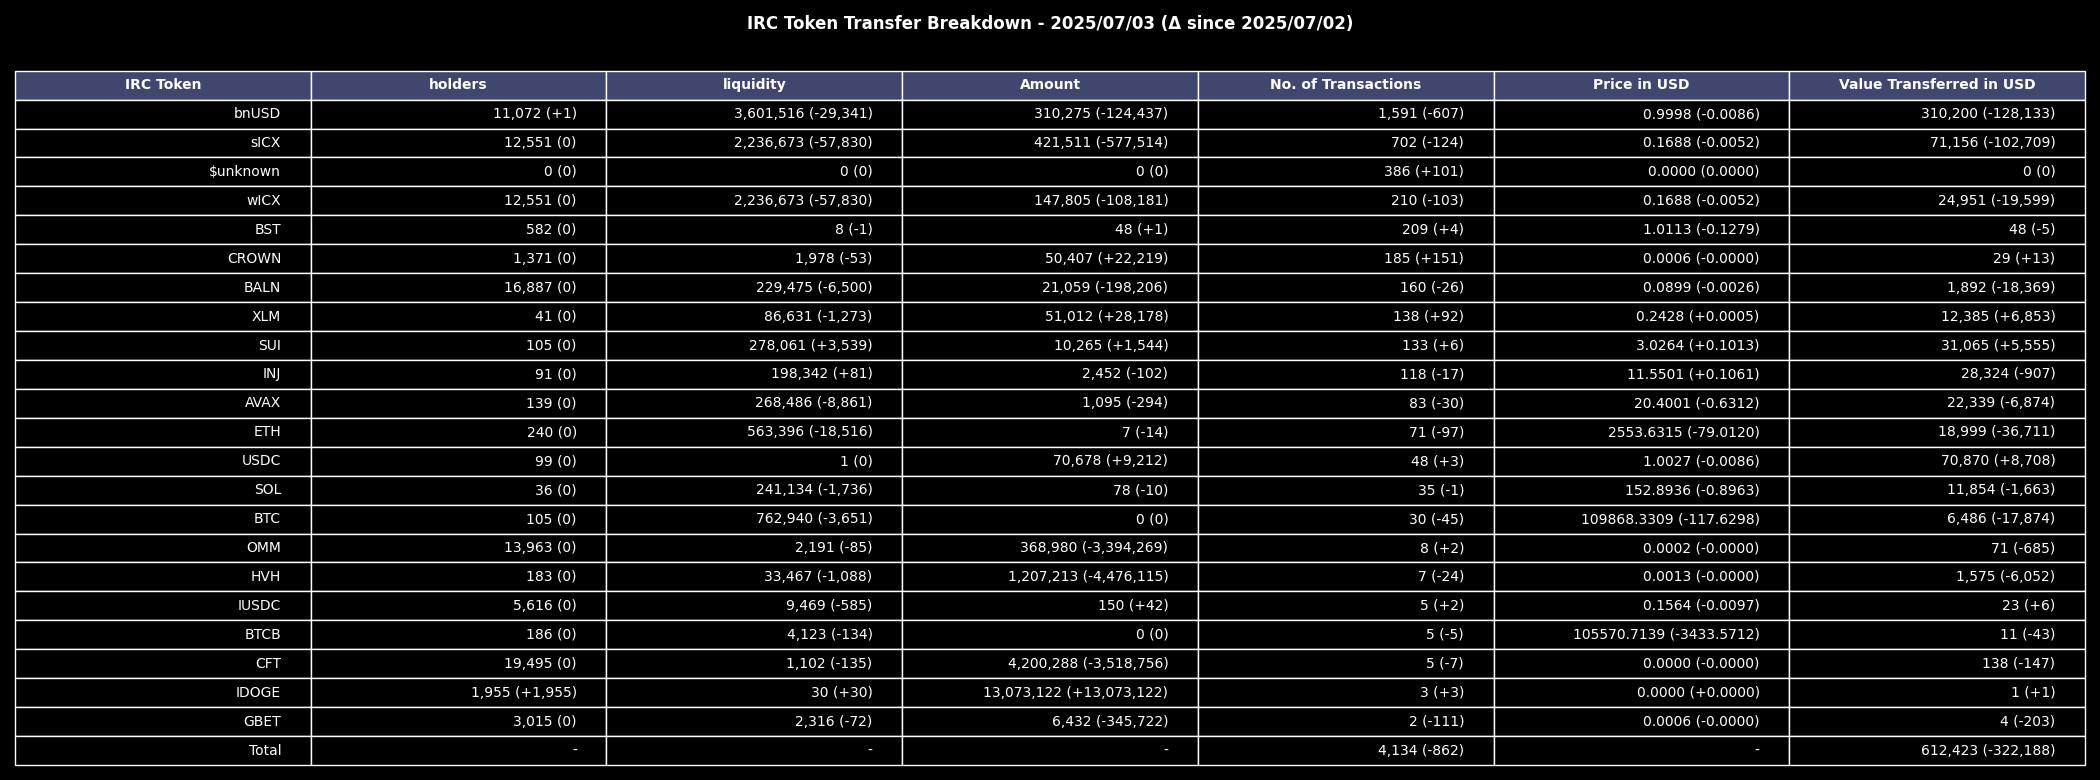 IRC Token Transfer Breakdown - 2025/07/03 (Δ since 2025/07/02)
IRC Token holders liquidity Amount No. of Transactions Price in USD Value Transferred in USD
bnUSD 11,072 (+1) 3,601,516 (-29,341) 310,275 (-124,437) 1,591 (-607) 0.9998 (-0.0086) 310,200 (-128,133)
sICX 12,551 (0) 2,236,673 (-57,830) 421,511 (-577,514) 702 (-124) 0.1688 (-0.0052) 71,156 (-102,709)
$unknown 0 (0) 0 (0) 0 (0) 386 (+101) 0.0000 (0.0000) 0 (0)
wICX 12,551 (0) 2,236,673 (-57,830) 147,805 (-108,181) 210 (-103) 0.1688 (-0.0052) 24,951 (-19,599)
BST 582 (0) 8 (-1) 48 (+1) 209 (+4) 1.0113 (-0.1279) 48 (-5)
CROWN 1,371 (0) 1,978 (-53) 50,407 (+22,219) 185 (+151) 0.0006 (-0.0000) 29 (+13)
BALN 16,887 (0) 229,475 (-6,500) 21,059 (-198,206) 160 (-26) 0.0899 (-0.0026) 1,892 (-18,369)
XLM 41 (0) 86,631 (-1,273) 51,012 (+28,178) 138 (+92) 0.2428 (+0.0005) 12,385 (+6,853)
SUI 105 (0) 278,061 (+3,539) 10,265 (+1,544) 133 (+6) 3.0264 (+0.1013) 31,065 (+5,555)
INJ 91 (0) 198,342 (+81) 2,452 (-102) 118 (-17) 11.5501 (+0.1061) 28,324 (-907)
AVAX 139 (0) 268,486 (-8,861) 1,095 (-294) 83 (-30) 20.4001 (-0.6312) 22,339 (-6,874)
ETH 240 (0) 563,396 (-18,516) 7 (-14) 71 (-97) 2553.6315 (-79.0120) 18,999 (-36,711)
USDC 99 (0) 1 (0) 70,678 (+9,212) 48 (+3) 1.0027 (-0.0086) 70,870 (+8,708)
SOL 36 (0) 241,134 (-1,736) 78 (-10) 35 (-1) 152.8936 (-0.8963) 11,854 (-1,663)
BTC 105 (0) 762,940 (-3,651) 0 (0) 30 (-45) 109868.3309 (-117.6298) 6,486 (-17,874)
OMM 13,963 (0) 2,191 (-85) 368,980 (-3,394,269) 8 (+2) 0.0002 (-0.0000) 71 (-685)
HVH 183 (0) 33,467 (-1,088) 1,207,213 (-4,476,115) 7 (-24) 0.0013 (-0.0000) 1,575 (-6,052)
IUSDC 5,616 (0) 9,469 (-585) 150 (+42) 5 (+2) 0.1564 (-0.0097) 23 (+6)
BTCB 186 (0) 4,123 (-134) 0 (0) 5 (-5) 105570.7139 (-3433.5712) 11 (-43)
CFT 19,495 (0) 1,102 (-135) 4,200,288 (-3,518,756) 5 (-7) 0.0000 (-0.0000) 138 (-147)
IDOGE 1,955 (+1,955) 30 (+30) 13,073,122 (+13,073,122) 3 (+3) 0.0000 (+0.0000) 1 (+1)
GBET 3,015 (0) 2,316 (-72) 6,432 (-345,722) 2 (-111) 0.0006 (-0.0000) 4 (-203)
Total - - - 4,134 (-862) - 612,423 (-322,188)